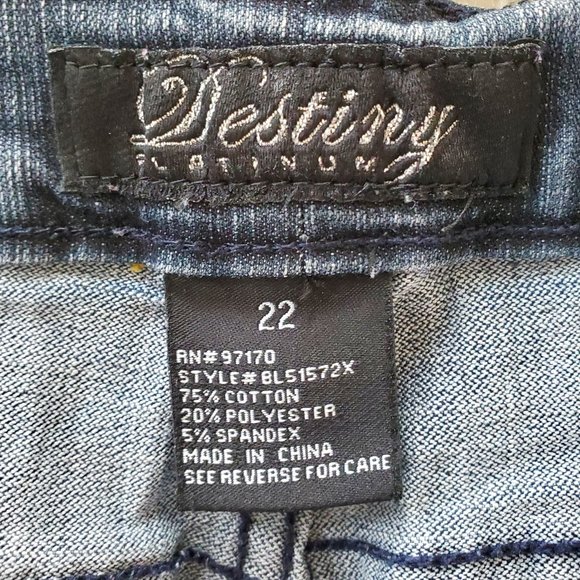 Destiny
PLATINUM
22
RN# 97170
STYLE# BL51572X
75% COTTON
20% POLYESTER
5% SPANDEX
MADE IN CHINA
SEE REVERSE FOR CARE